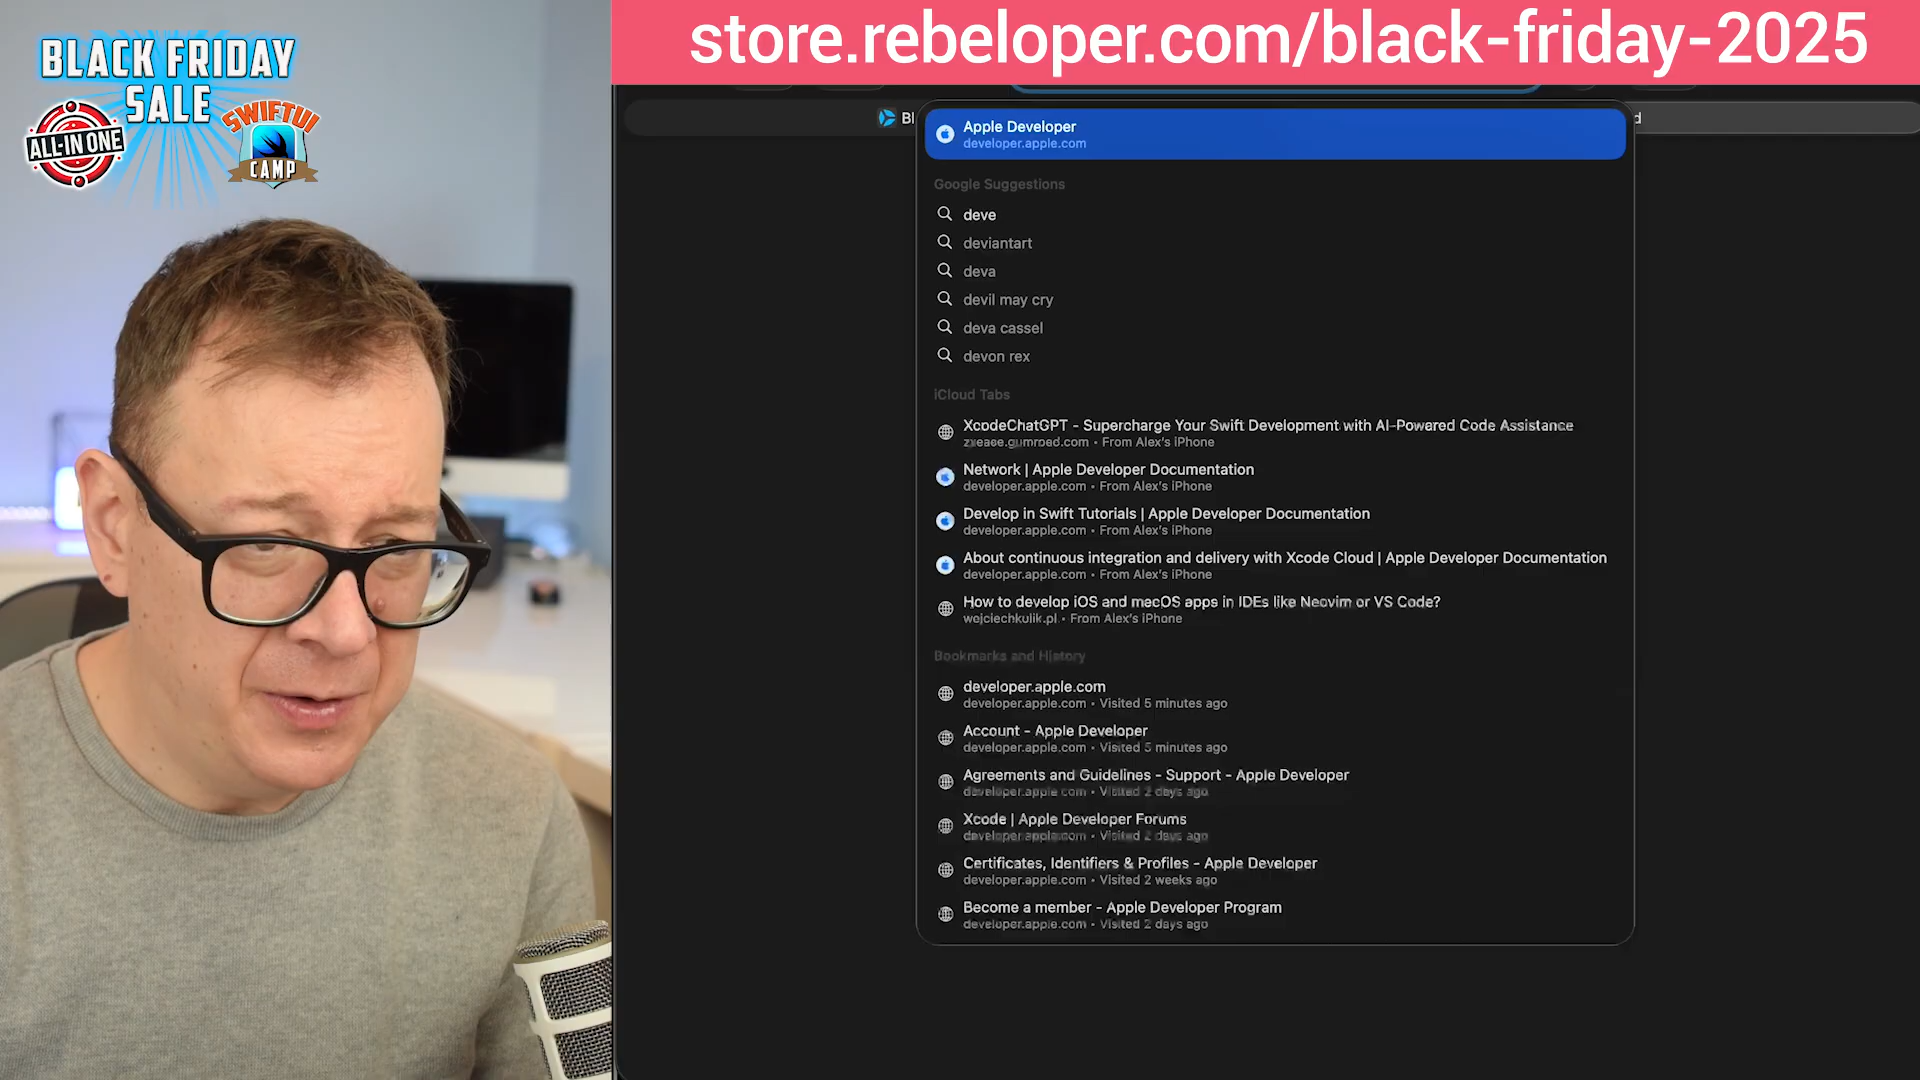 store.rebeloper.com/black-friday-2025
BLACK FRIDAY
SALE
ALL-IN ONE
SWIFTUI
CAMP
Bl
d
Apple Developer
developer.apple.com
Google Suggestions
deve
deviantart
deva
devil may cry
deva cassel
devon rex
iCloud Tabs
XcodeChatGPT - Supercharge Your Swift Development with AI-Powered Code Assistance
From Alex's iPhone
Network | Apple Developer Documentation
developer.apple.com • From Alex's iPhone
Develop in Swift Tutorials | Apple Developer Documentation
developer.apple.com • From Alex's iPhone
About continuous integration and delivery with Xcode Cloud | Apple Developer Documentation
developer.apple.com • From Alex's iPhone
How to develop iOS and macOS apps in IDEs like Neovim or VS Code?
wojciechkulik.pl • From Alex's iPhone
Bookmarks and History
developer.apple.com
developer.apple.com • Visited 5 minutes ago
Account - Apple Developer
developer.apple.com • Visited 5 minutes ago
Agreements and Guidelines - Support - Apple Developer
developer.apple.com • Visited 2 days ago
Xcode | Apple Developer Forums
developer.apple.com • Visited 2 days ago
Certificates, Identifiers & Profiles - Apple Developer
developer.apple.com • Visited 2 weeks ago
Become a member - Apple Developer Program
developer.apple.com • Visited 2 days ago